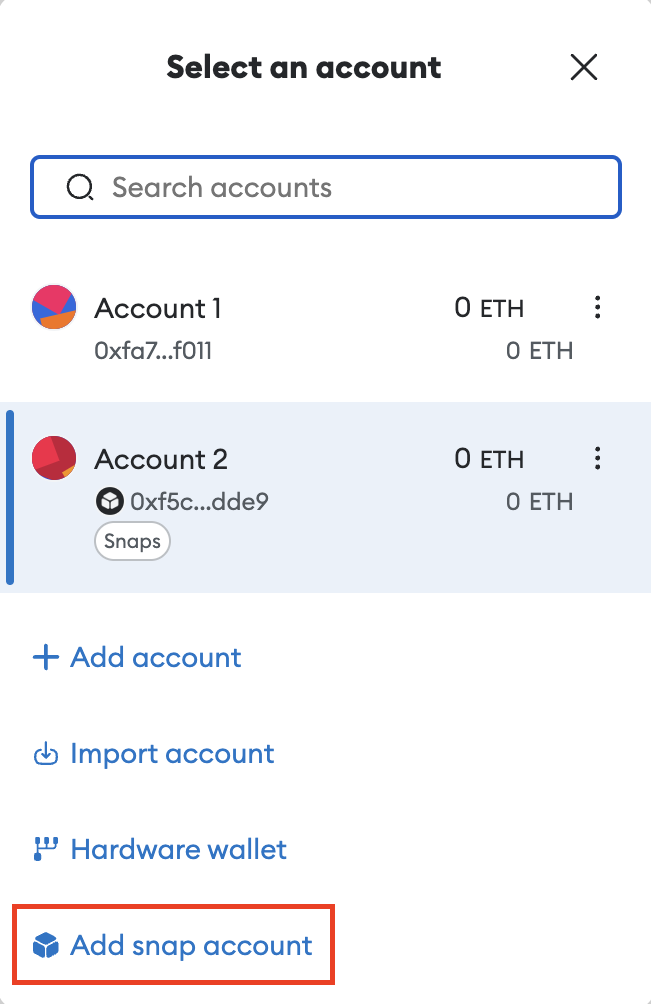 Select an account
Search accounts
Account 1 0 ETH
0xfa7...f011 0 ETH
Account 2 0 ETH
0xf5c...dde9 0 ETH
Snaps
Add account
Import account
Hardware wallet
Add snap account